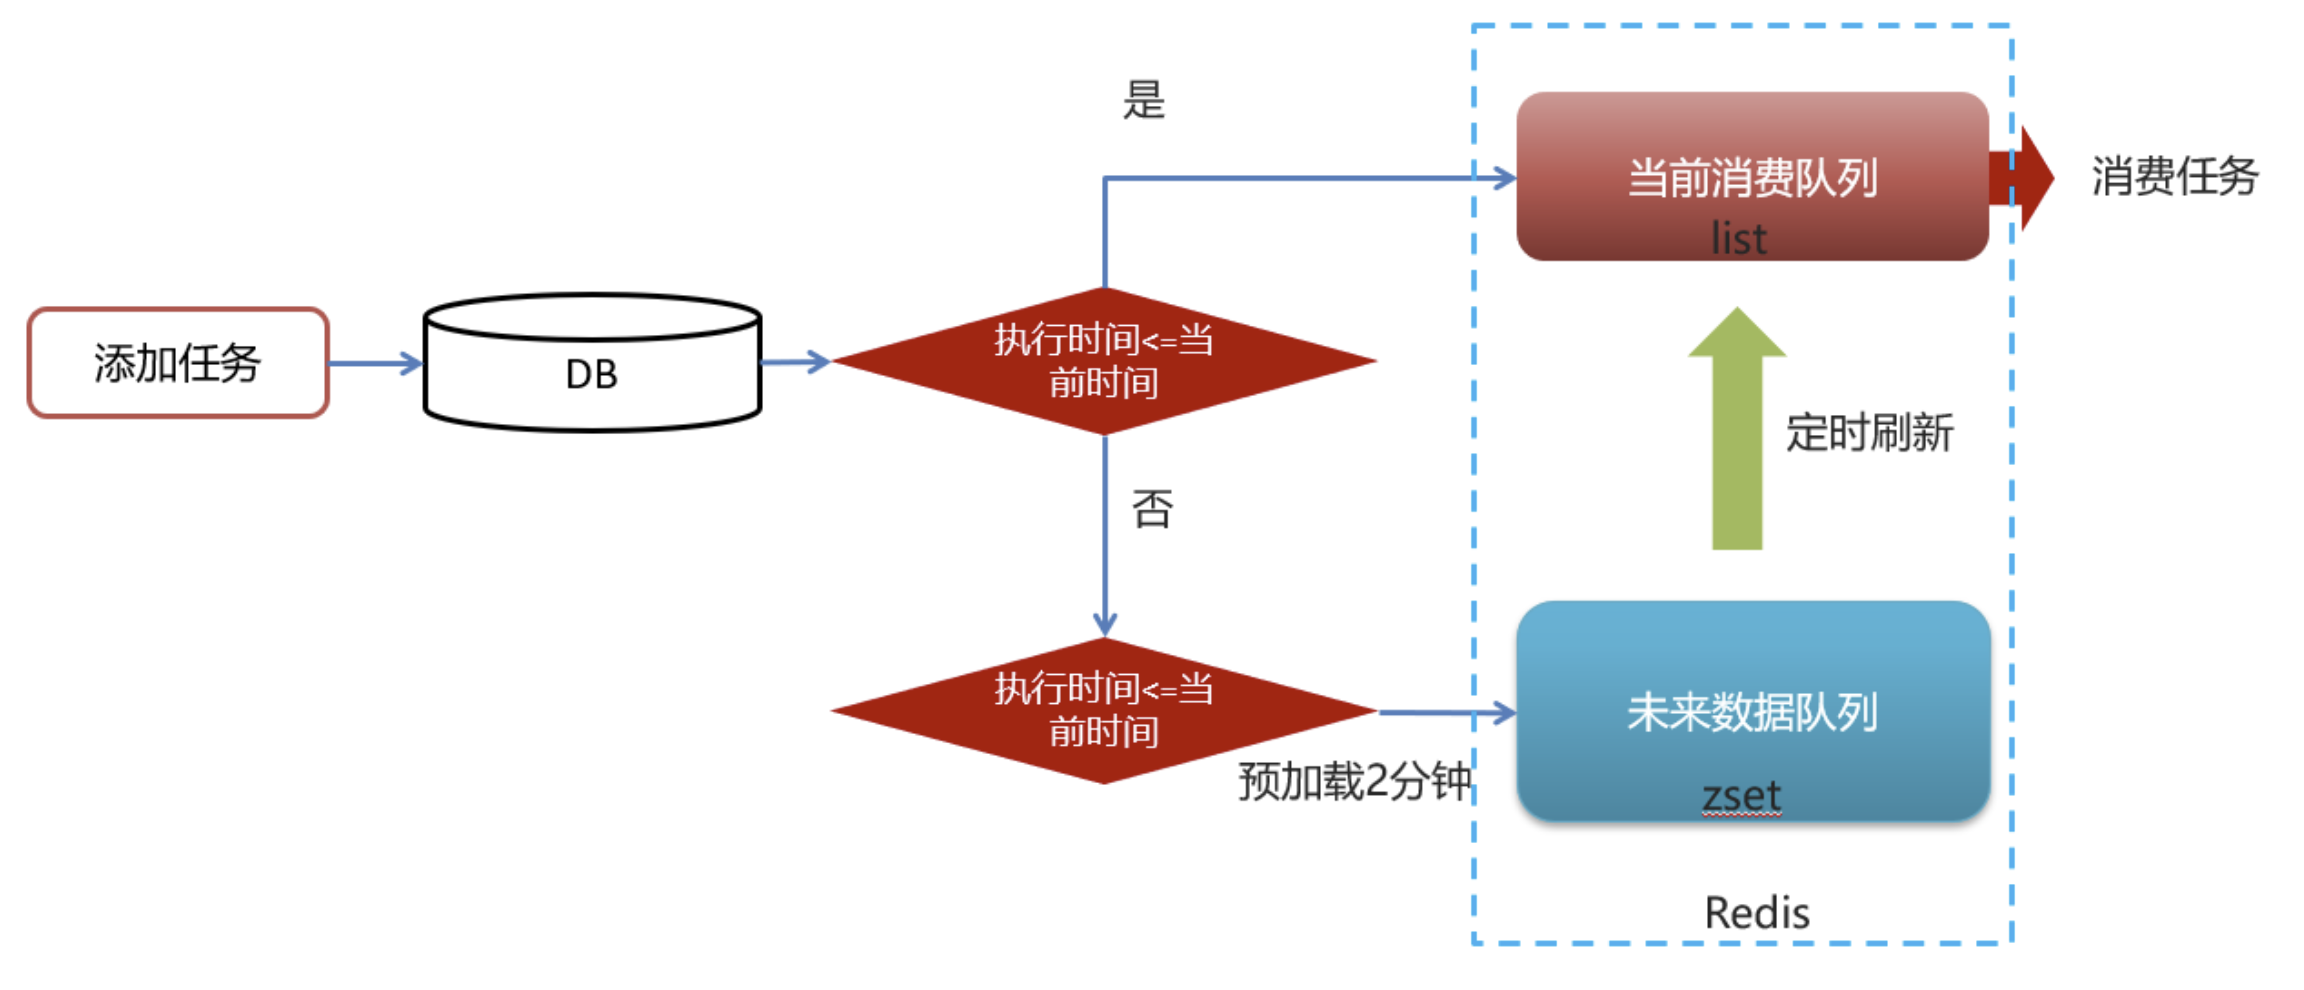 添加任务
DB
执行时间<=当
前时间
是
否
执行时间<=当
前时间
预加载2分钟
当前消费队列
list
消费任务
定时刷新
未来数据队列
zset
Redis